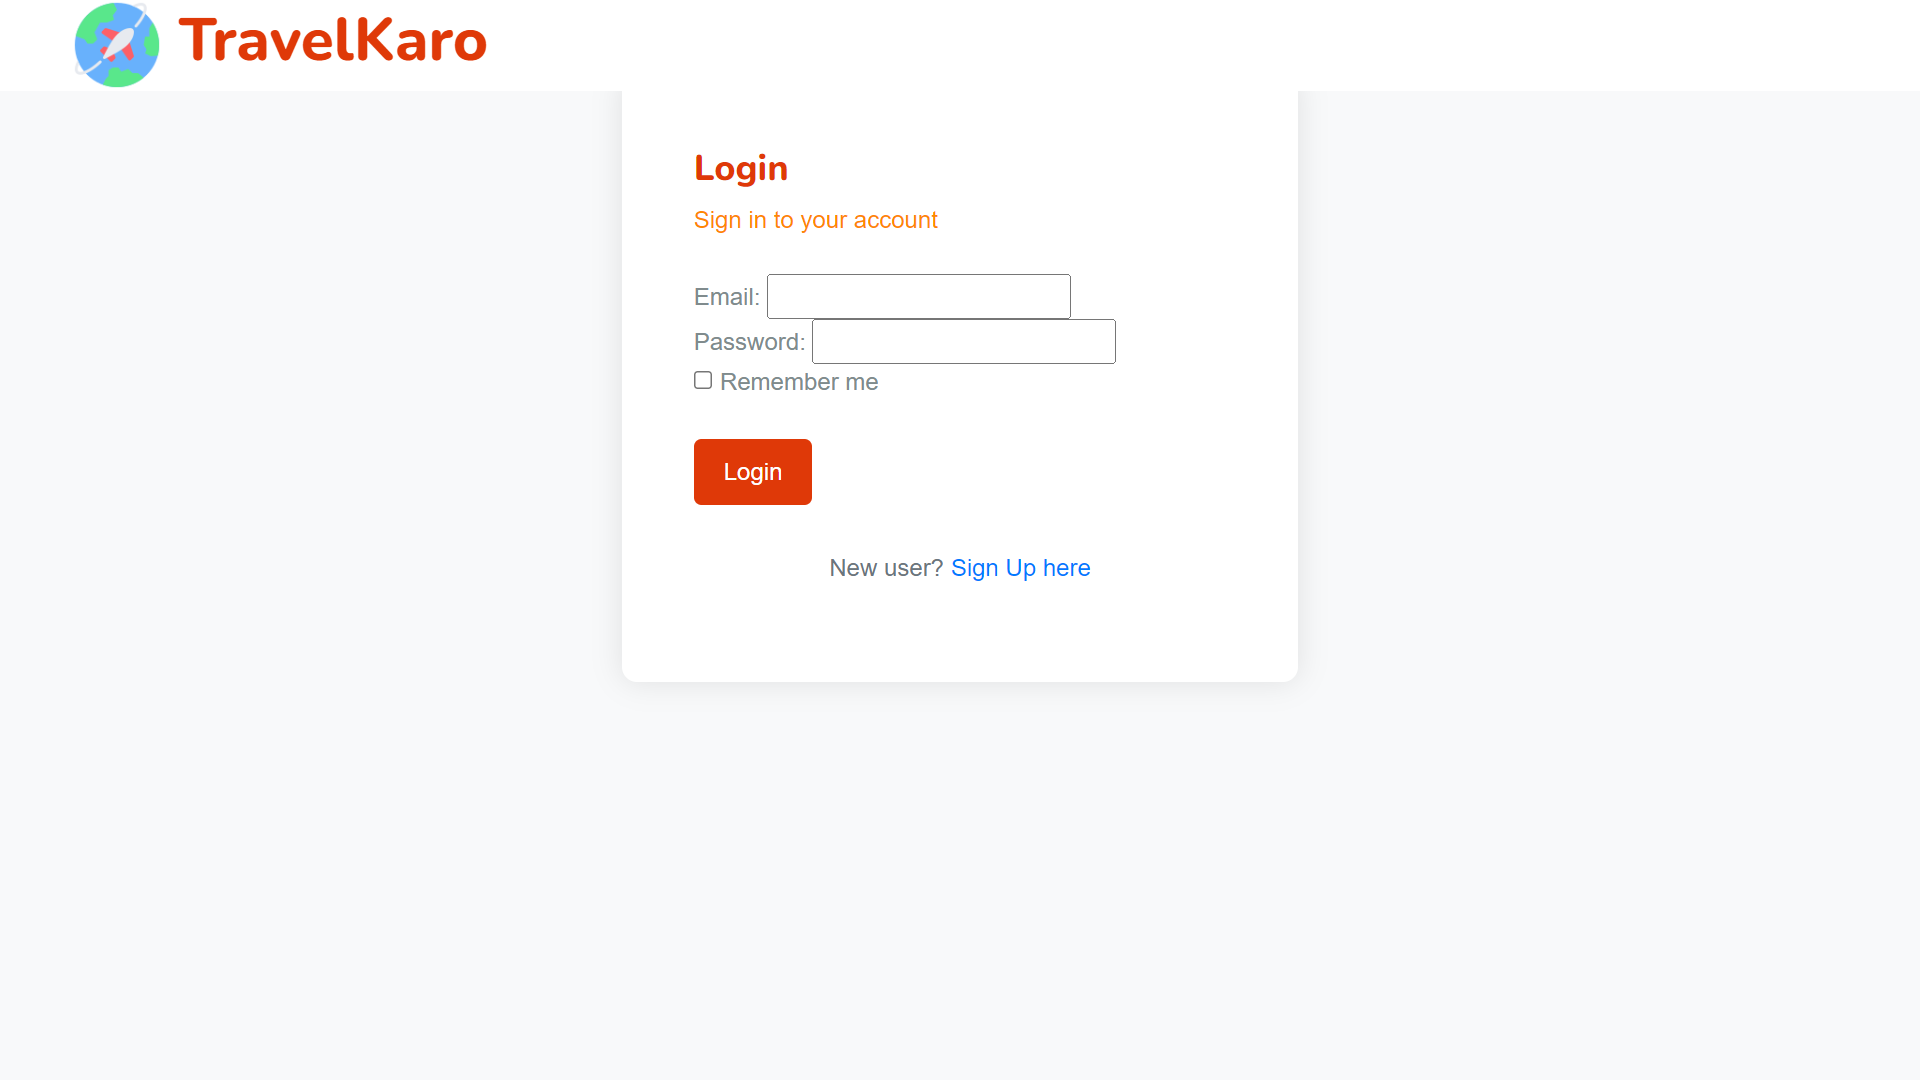 TravelKaro
Login
Sign in to your account
Email:
Password:
Remember me
Login
New user? Sign Up here